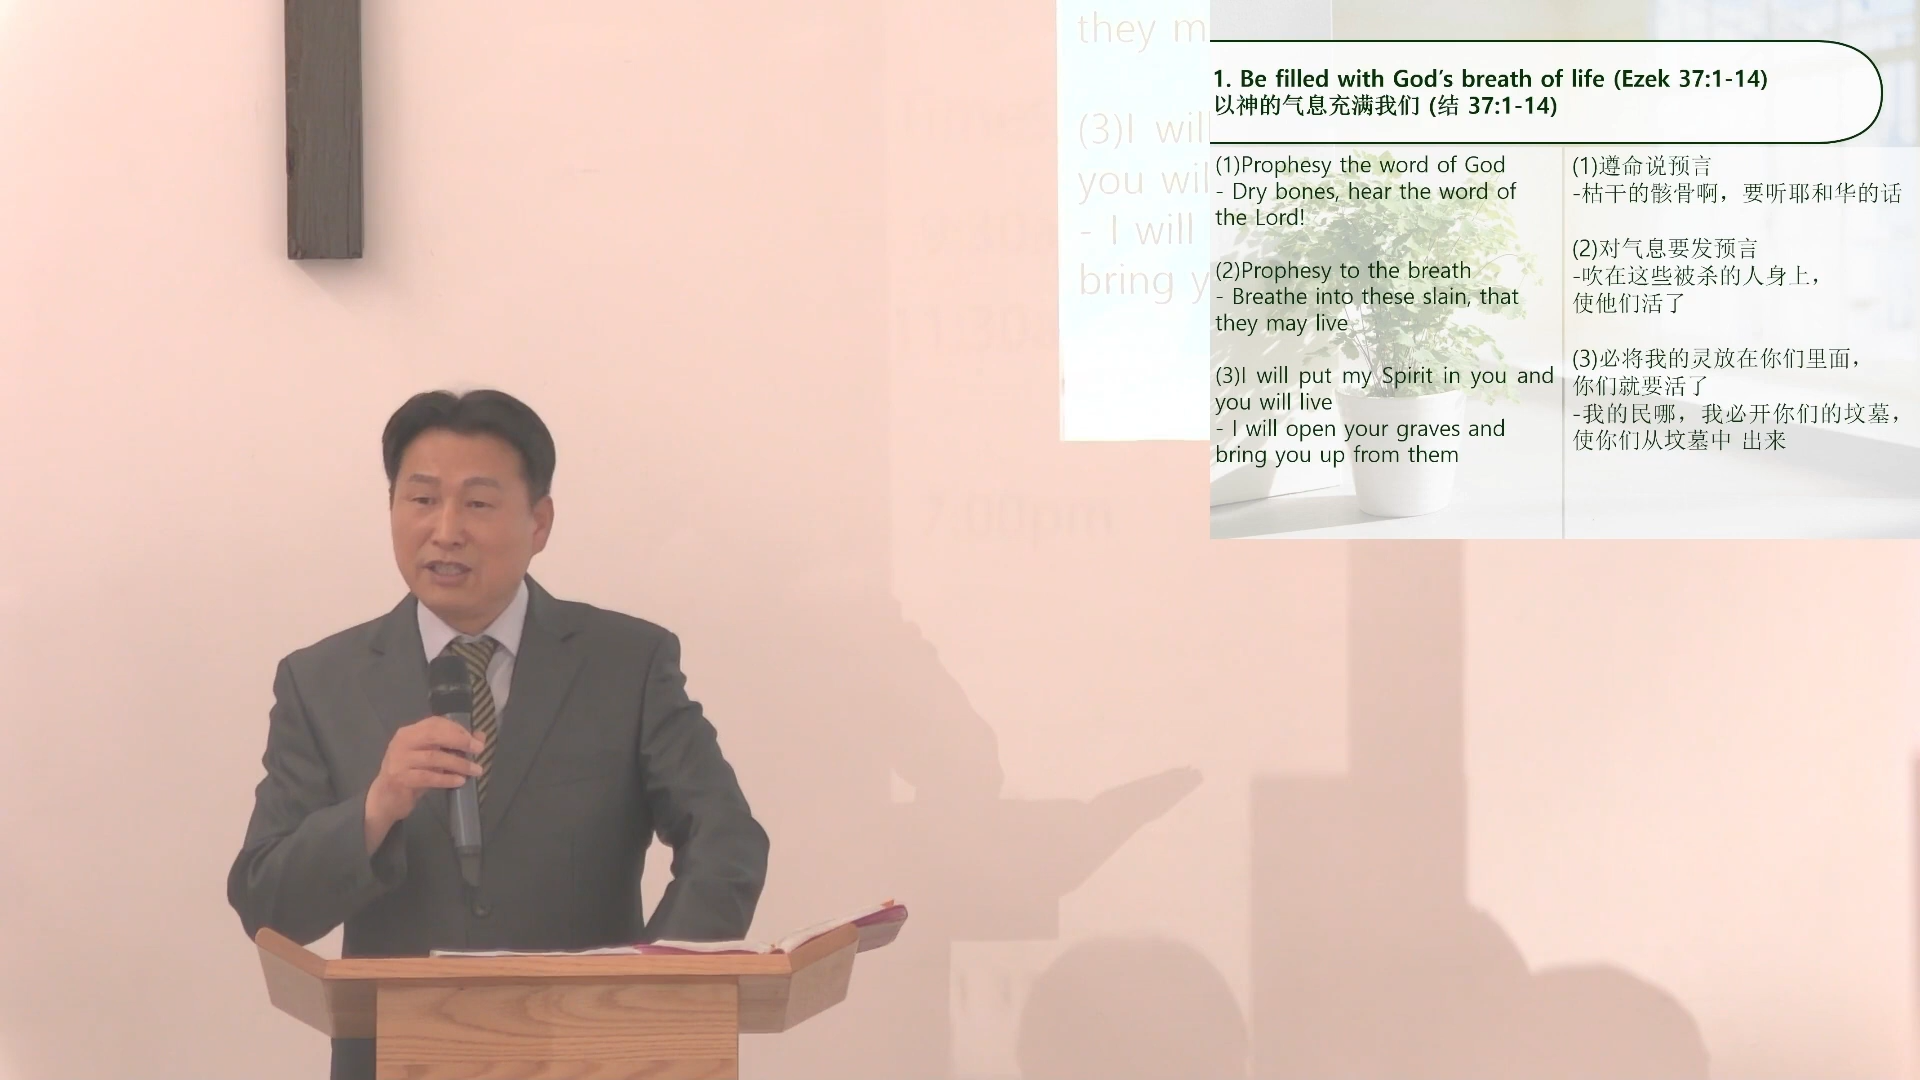 they m
(3)I wil
you wil
- I will
bring y
1. Be filled with God's breath of life (Ezek 37:1-14)
以神的气息充满我们 (结 37:1-14)
(1)Prophesy the word of God
- Dry bones, hear the word of
the Lord!
(2)Prophesy to the breath
- Breathe into these slain, that
they may live
(3)I will put my Spirit in you and
you will live
- I will open your graves and
bring you up from them
(1)遵命说预言
-枯干的骸骨啊，要听耶和华的话
(2)对气息要发预言
-吹在这些被杀的人身上，
使他们活了
(3)必将我的灵放在你们里面，
你们就要活了
-我的民哪，我必开你们的坟墓，
使你们从坟墓中 出来
7:00pm